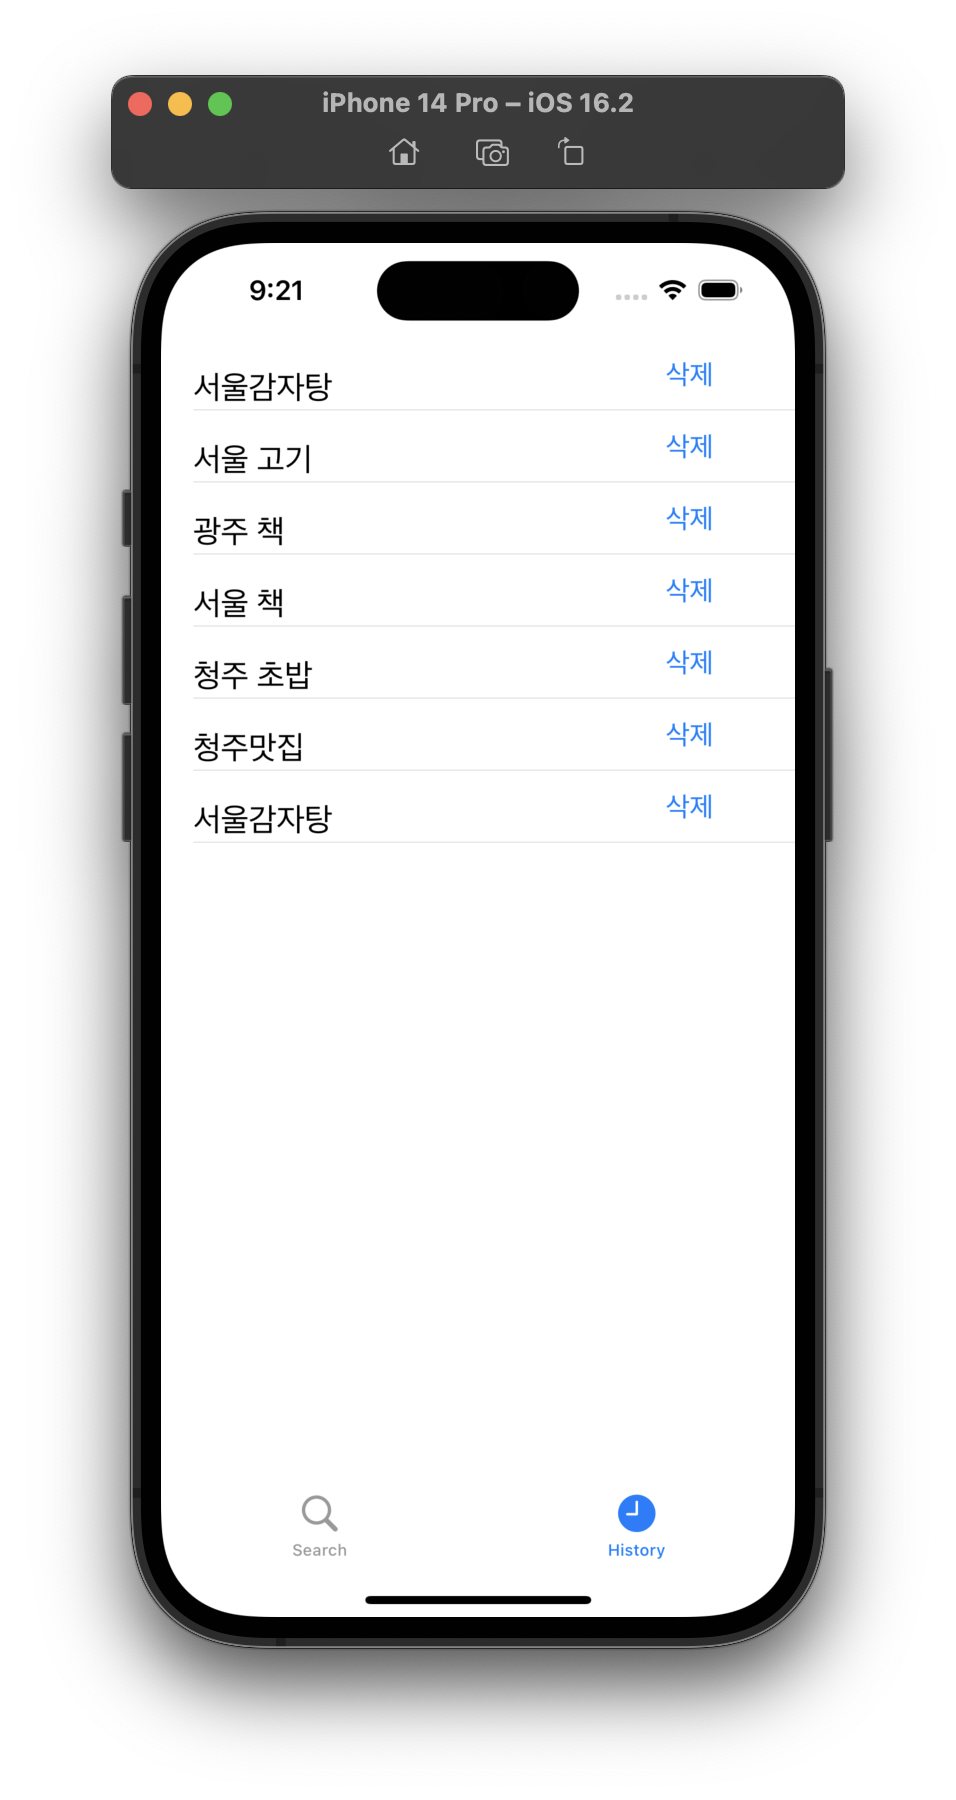 iPhone 14 Pro – iOS 16.2
9:21
서울감자탕 삭제
서울 고기 삭제
광주 책 삭제
서울 책 삭제
청주 초밥 삭제
청주맛집 삭제
서울감자탕 삭제
Search History